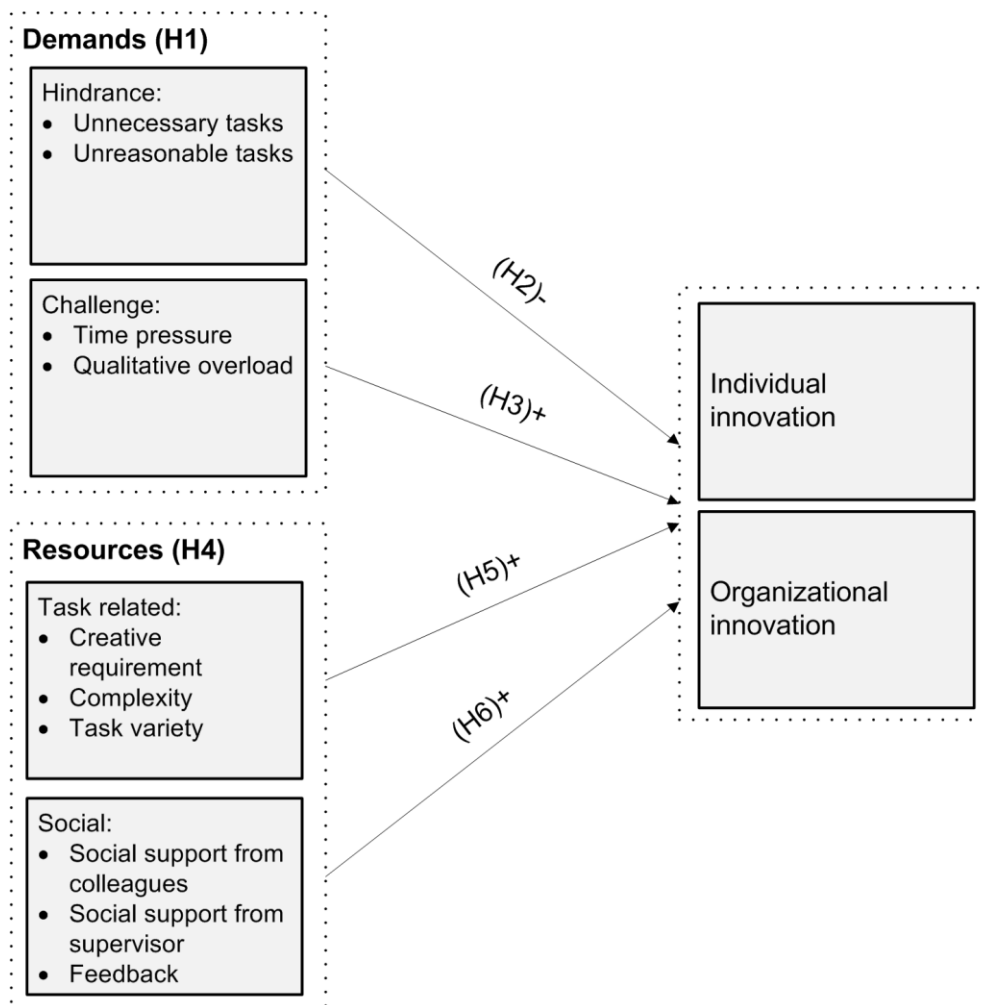 Demands (H1)
Hindrance:
• Unnecessary tasks
• Unreasonable tasks
Challenge:
• Time pressure
• Qualitative overload
Resources (H4)
Task related:
• Creative
requirement
• Complexity
• Task variety
Social:
• Social support from
colleagues
• Social support from
supervisor
• Feedback
(H2)-
(H3)+
(H5)+
(H6)+
Individual
innovation
Organizational
innovation